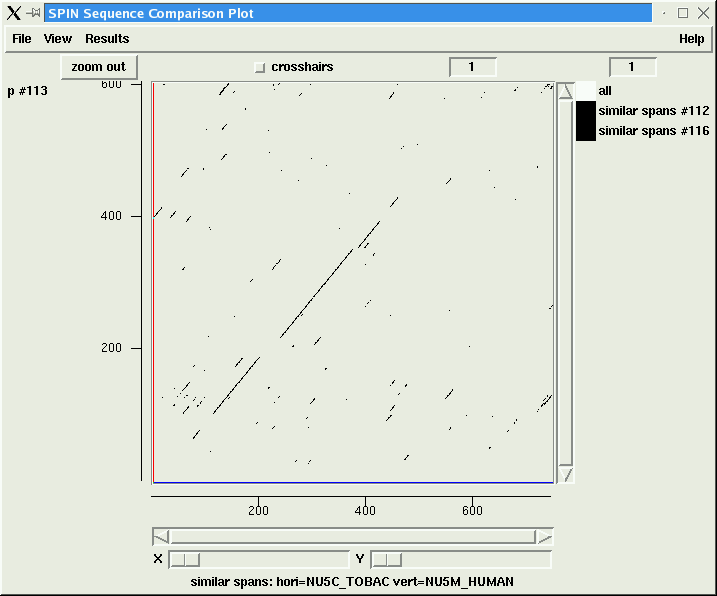 SPIN Sequence Comparison Plot
File View Results Help
zoom out crosshairs 1 1
p #113
all
similar spans #112
similar spans #116
600
400
200
200 400 600
X Y
similar spans: hori=NU5C_TOBAC vert=NU5M_HUMAN